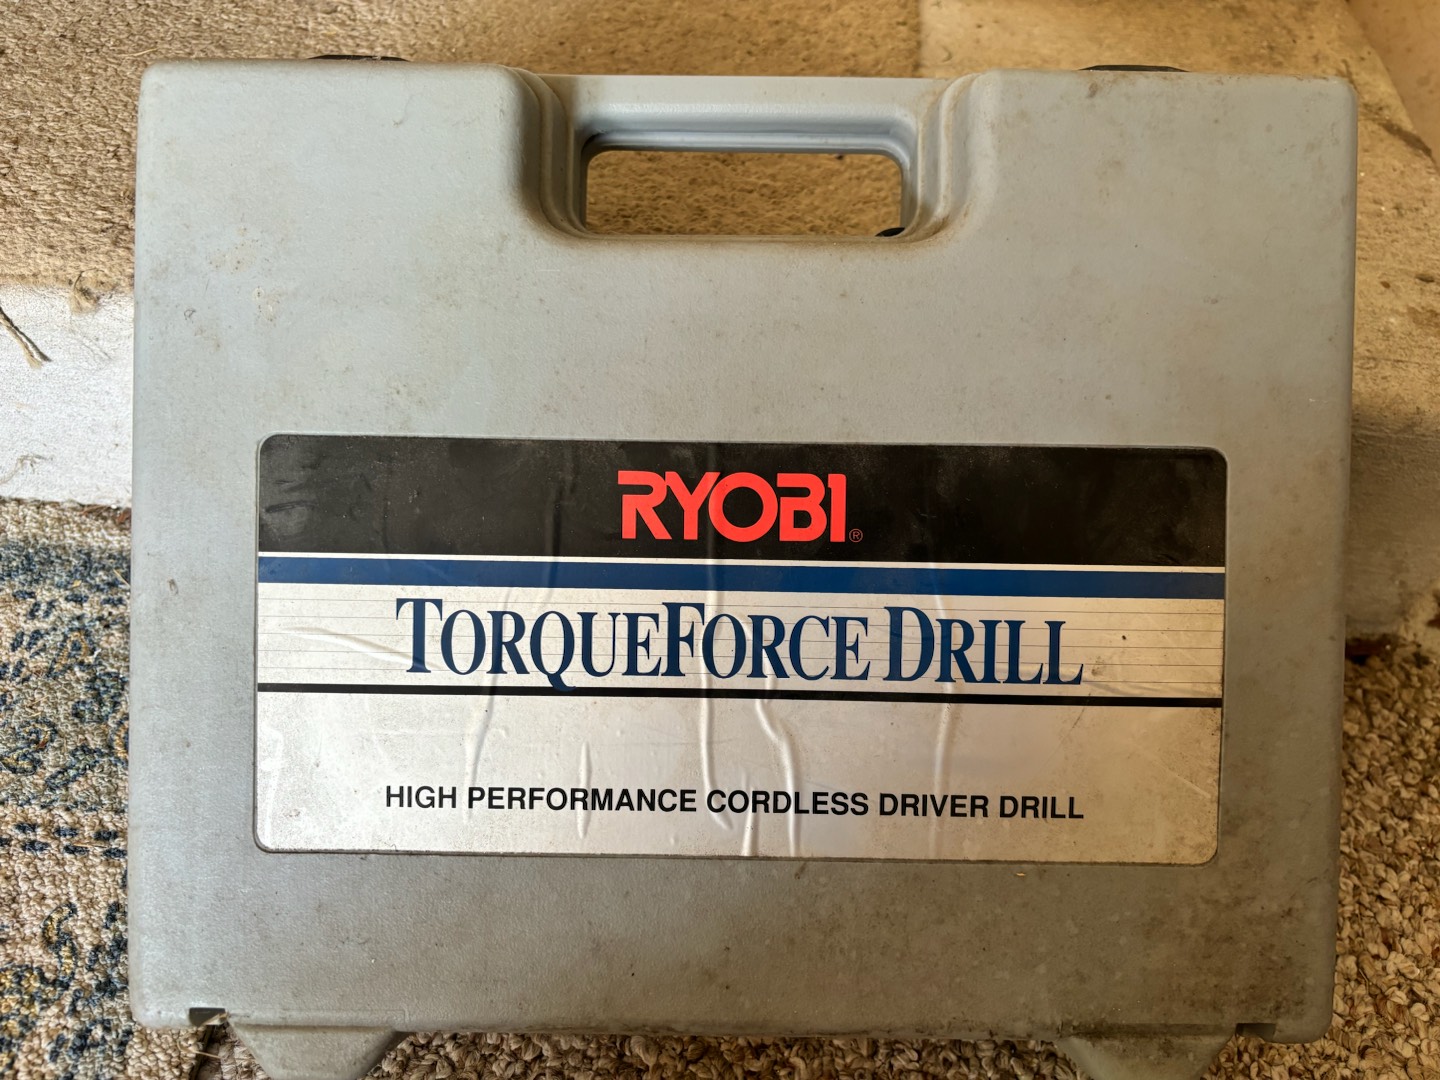 RYOBI®
TORQUEFORCE DRILL
HIGH PERFORMANCE CORDLESS DRIVER DRILL